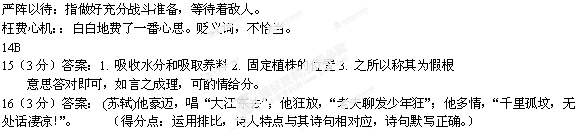 严阵以待：指做好充分战斗准备，等待着敌人。
枉费心机：：白白地费了一番心思。贬义词，不恰当。
14B
15（3 分）答案：1. 吸收水分和吸取养料 2. 固定植株的位置 3. 之所以称其为假根
意思答对即可，如言之成理，可酌情给分。
16（3 分）答案：(苏轼)他豪迈，唱“大江东去”；他狂放，“老夫聊发少年狂”；他多情，“千里孤坟，无
处话凄凉!”。 （得分点：运用排比，诗人特点与其诗句相对应，诗句默写正确。）